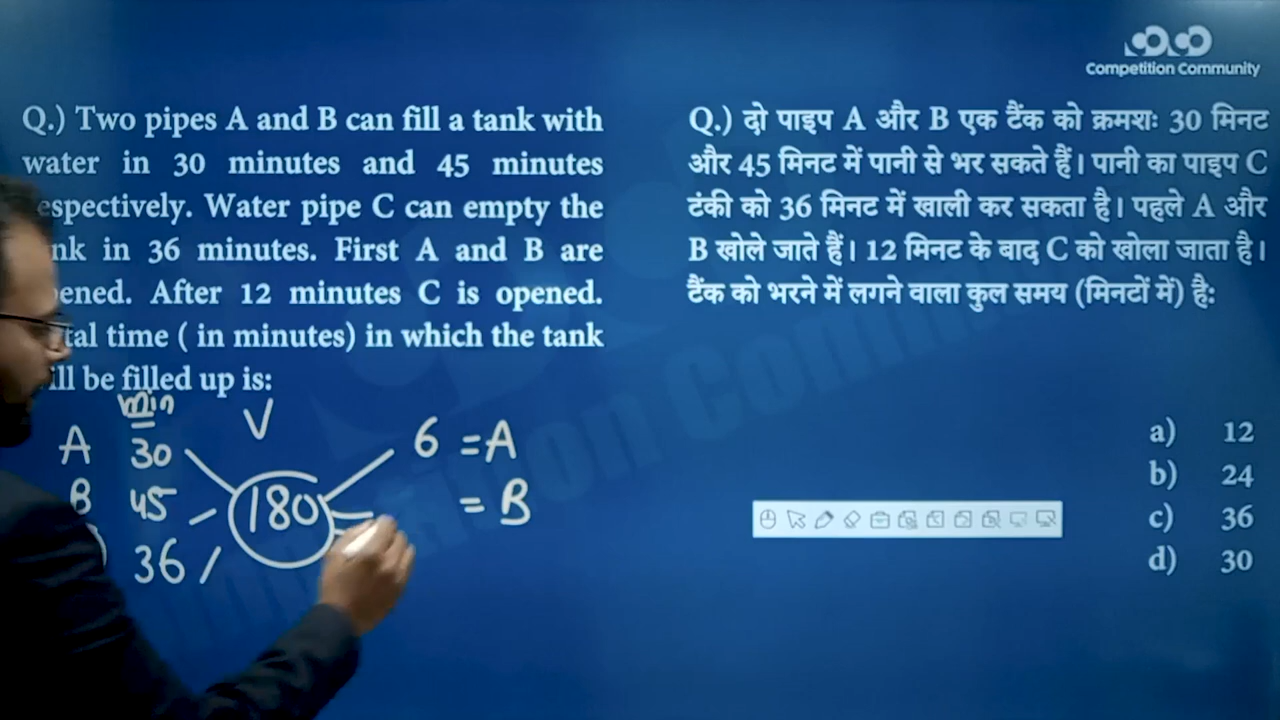 Competition Community
Q.) Two pipes A and B can fill a tank with
water in 30 minutes and 45 minutes
espectively. Water pipe C can empty the
nk in 36 minutes. First A and B are
ened. After 12 minutes C is opened.
tal time ( in minutes) in which the tank
ill be filled up is:
Q.) दो पाइप A और B एक टैंक को क्रमशः 30 मिनट
और 45 मिनट में पानी से भर सकते हैं। पानी का पाइप C
टंकी को 36 मिनट में खाली कर सकता है। पहले A और
B खोले जाते हैं। 12 मिनट के बाद C को खोला जाता है।
टैंक को भरने में लगने वाला कुल समय (मिनटों में) है:
min V
A 30 6 = A
B 45 180 = B
36
a) 12
b) 24
c) 36
d) 30